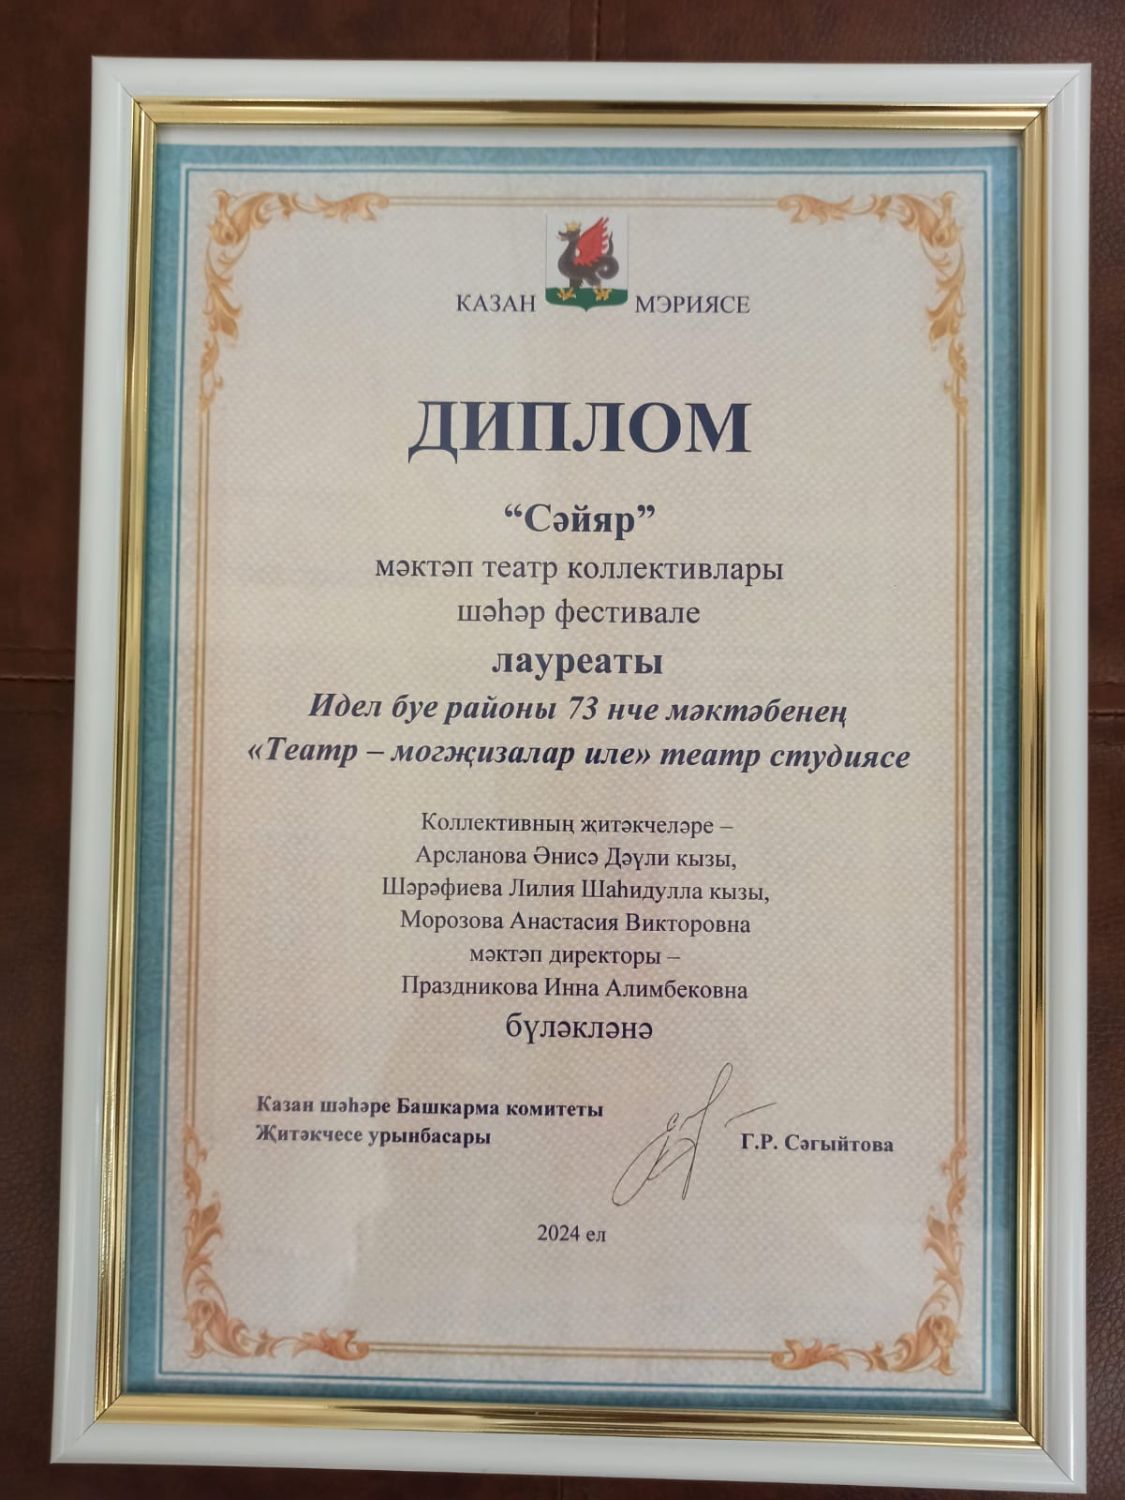 КАЗАН МЭРИЯСЕ
ДИПЛОМ
“Сәйяр”
мәктәп театр коллективлары
шәһәр фестивале
лауреаты
Идел буе районы 73 нче мәктәбенең
«Театр – могҗизалар иле» театр студиясе
Коллективның җитәкчеләре –
Арсланова Әнисә Дәүли кызы,
Шәрәфиева Лилия Шаһидулла кызы,
Морозова Анастасия Викторовна
мәктәп директоры –
Праздникова Инна Алимбековна
бүләкләнә
Казан шәһәре Башкарма комитеты
Җитәкчесе урынбасары
Г.Р. Сәгыйтова
2024 ел